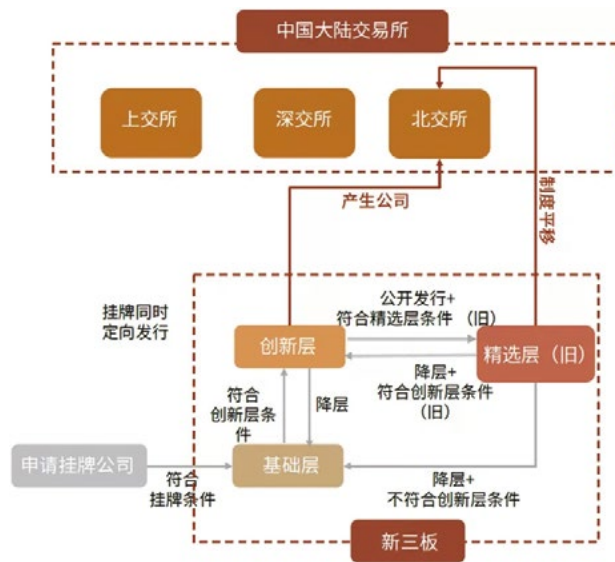 中国大陆交易所
上交所
深交所
北交所
产生公司
制度平移
挂牌同时
定向发行
公开发行+
符合精选层条件 （旧）
创新层
精选层（旧）
降层+
符合创新层条件
（旧）
符合
创新层条
件
降层
申请挂牌公司
符合
挂牌条件
基础层
降层+
不符合创新层条件
新三板